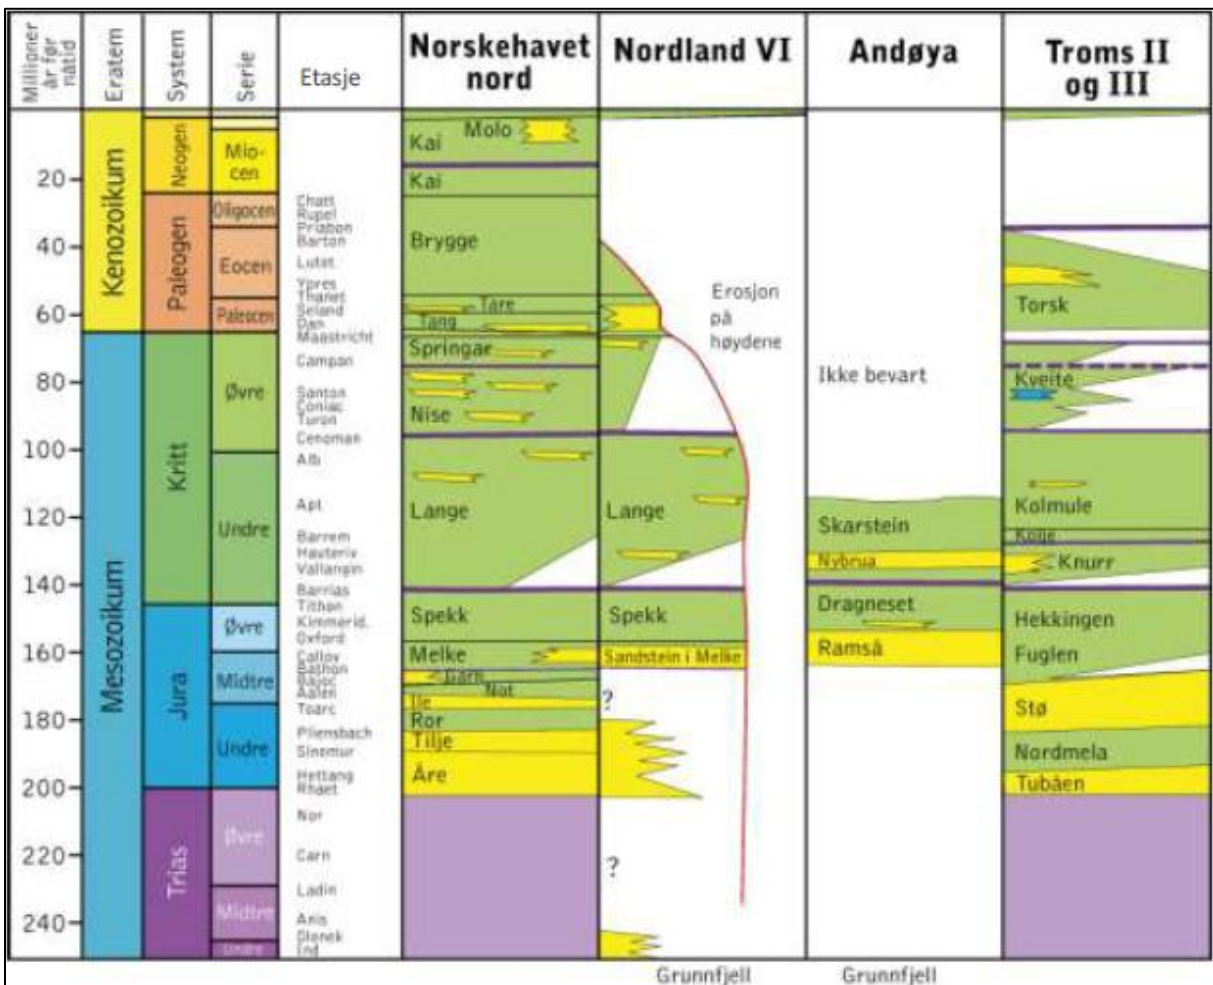 Millioner
år før
nåtid
Eratem
System
Serie
Etasje
Norskehavet
nord
Nordland VI
Andøya
Troms II
og III
20
40
60
80
100
120
140
160
180
200
220
240
Kenozoikum
Mesozoikum
Neogen
Paleogen
Kritt
Jura
Trias
Mio-
cen
Oligocen
Eocen
Paleocen
Øvre
Undre
Øvre
Midtre
Undre
Øvre
Midtre
Undre
Chatt
Rupel
Priabon
Barton
Lutet
Ypres
Thanet
Seland
Dan
Maastricht
Campan
Santon
Coniac
Turon
Cenoman
Alb
Apt
Barrem
Hauteriv
Vallangin
Barrias
Tithon
Kimmerid.
Oxford
Callov
Bathon
Bajoc
Aalen
Toarc
Pliensbach
Sinemur
Hettang
Rhaet
Nor
Carn
Ladin
Anis
Olenek
Ind
Molo
Kai
Kai
Brygge
Tare
Tang
Springar
Nise
Lange
Spekk
Melke
Garn
Not
Ile
Ror
Tilje
Åre
Erosjon
på
høydene
Lange
Spekk
Sandstein i Melke
?
?
Grunnfjell
Ikke bevart
Skarstein
Nybrua
Dragneset
Ramså
Grunnfjell
Torsk
Kveite
Kolmule
Kolje
Knurr
Hekkingen
Fuglen
Stø
Nordmela
Tubåen